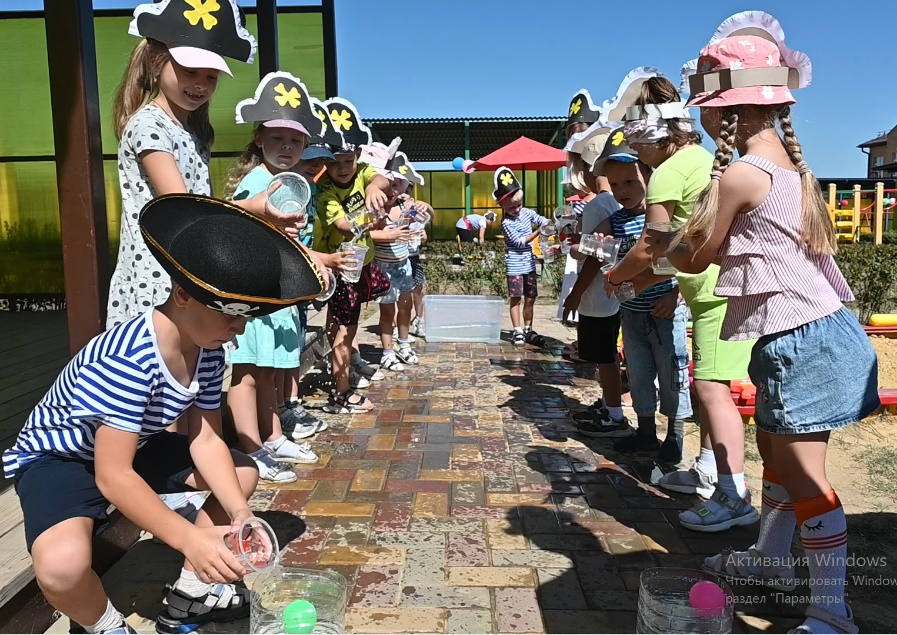 Активация Windows
Чтобы активировать Window
раздел "Параметры